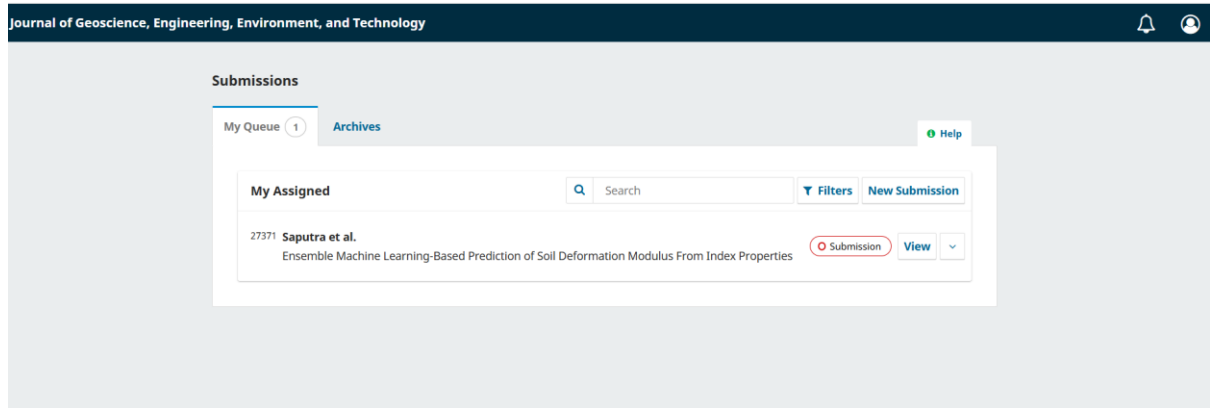 Journal of Geoscience, Engineering, Environment, and Technology
Submissions
My Queue 1 Archives
Help
My Assigned Search Filters New Submission
27371 Saputra et al.
Ensemble Machine Learning-Based Prediction of Soil Deformation Modulus From Index Properties Submission View